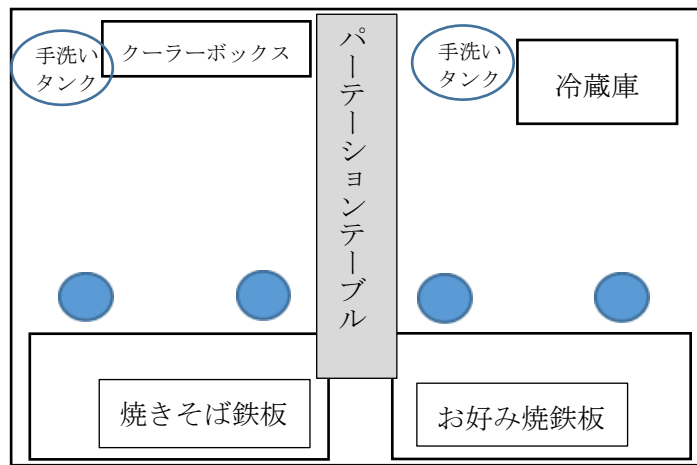 手洗い
タンク
クーラーボックス
パーテーションテーブル
手洗い
タンク
冷蔵庫
焼きそば鉄板
お好み焼鉄板